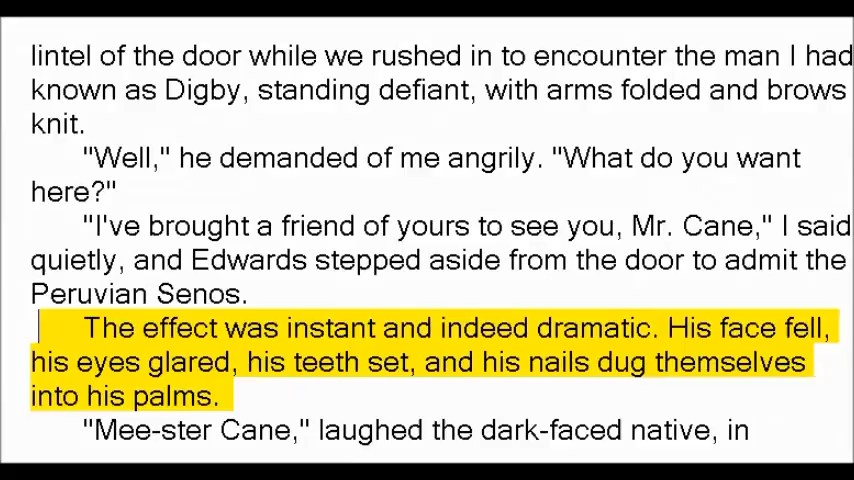 lintel of the door while we rushed in to encounter the man I had
known as Digby, standing defiant, with arms folded and brows
knit.
"Well," he demanded of me angrily. "What do you want
here?"
"I've brought a friend of yours to see you, Mr. Cane," I said
quietly, and Edwards stepped aside from the door to admit the
Peruvian Senos.
The effect was instant and indeed dramatic. His face fell,
his eyes glared, his teeth set, and his nails dug themselves
into his palms.
"Mee-ster Cane," laughed the dark-faced native, in